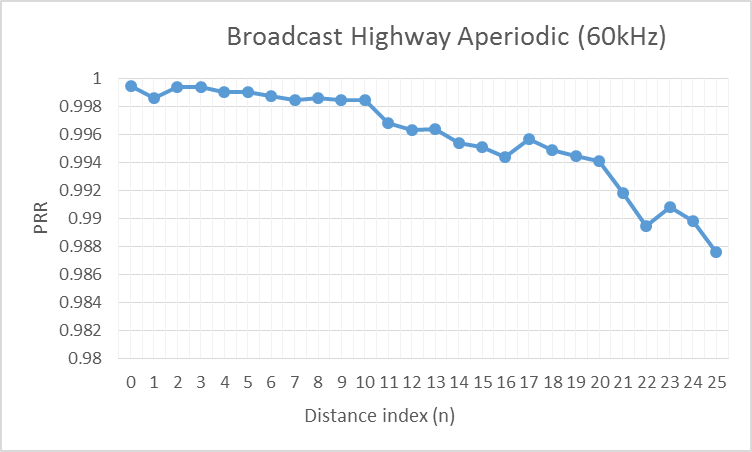 Broadcast Highway Aperiodic (60kHz)
1
0.998
0.996
0.994
0.992
0.99
0.988
0.986
0.984
0.982
0.98
PRR
0 1 2 3 4 5 6 7 8 9 10 11 12 13 14 15 16 17 18 19 20 21 22 23 24 25
Distance index (n)